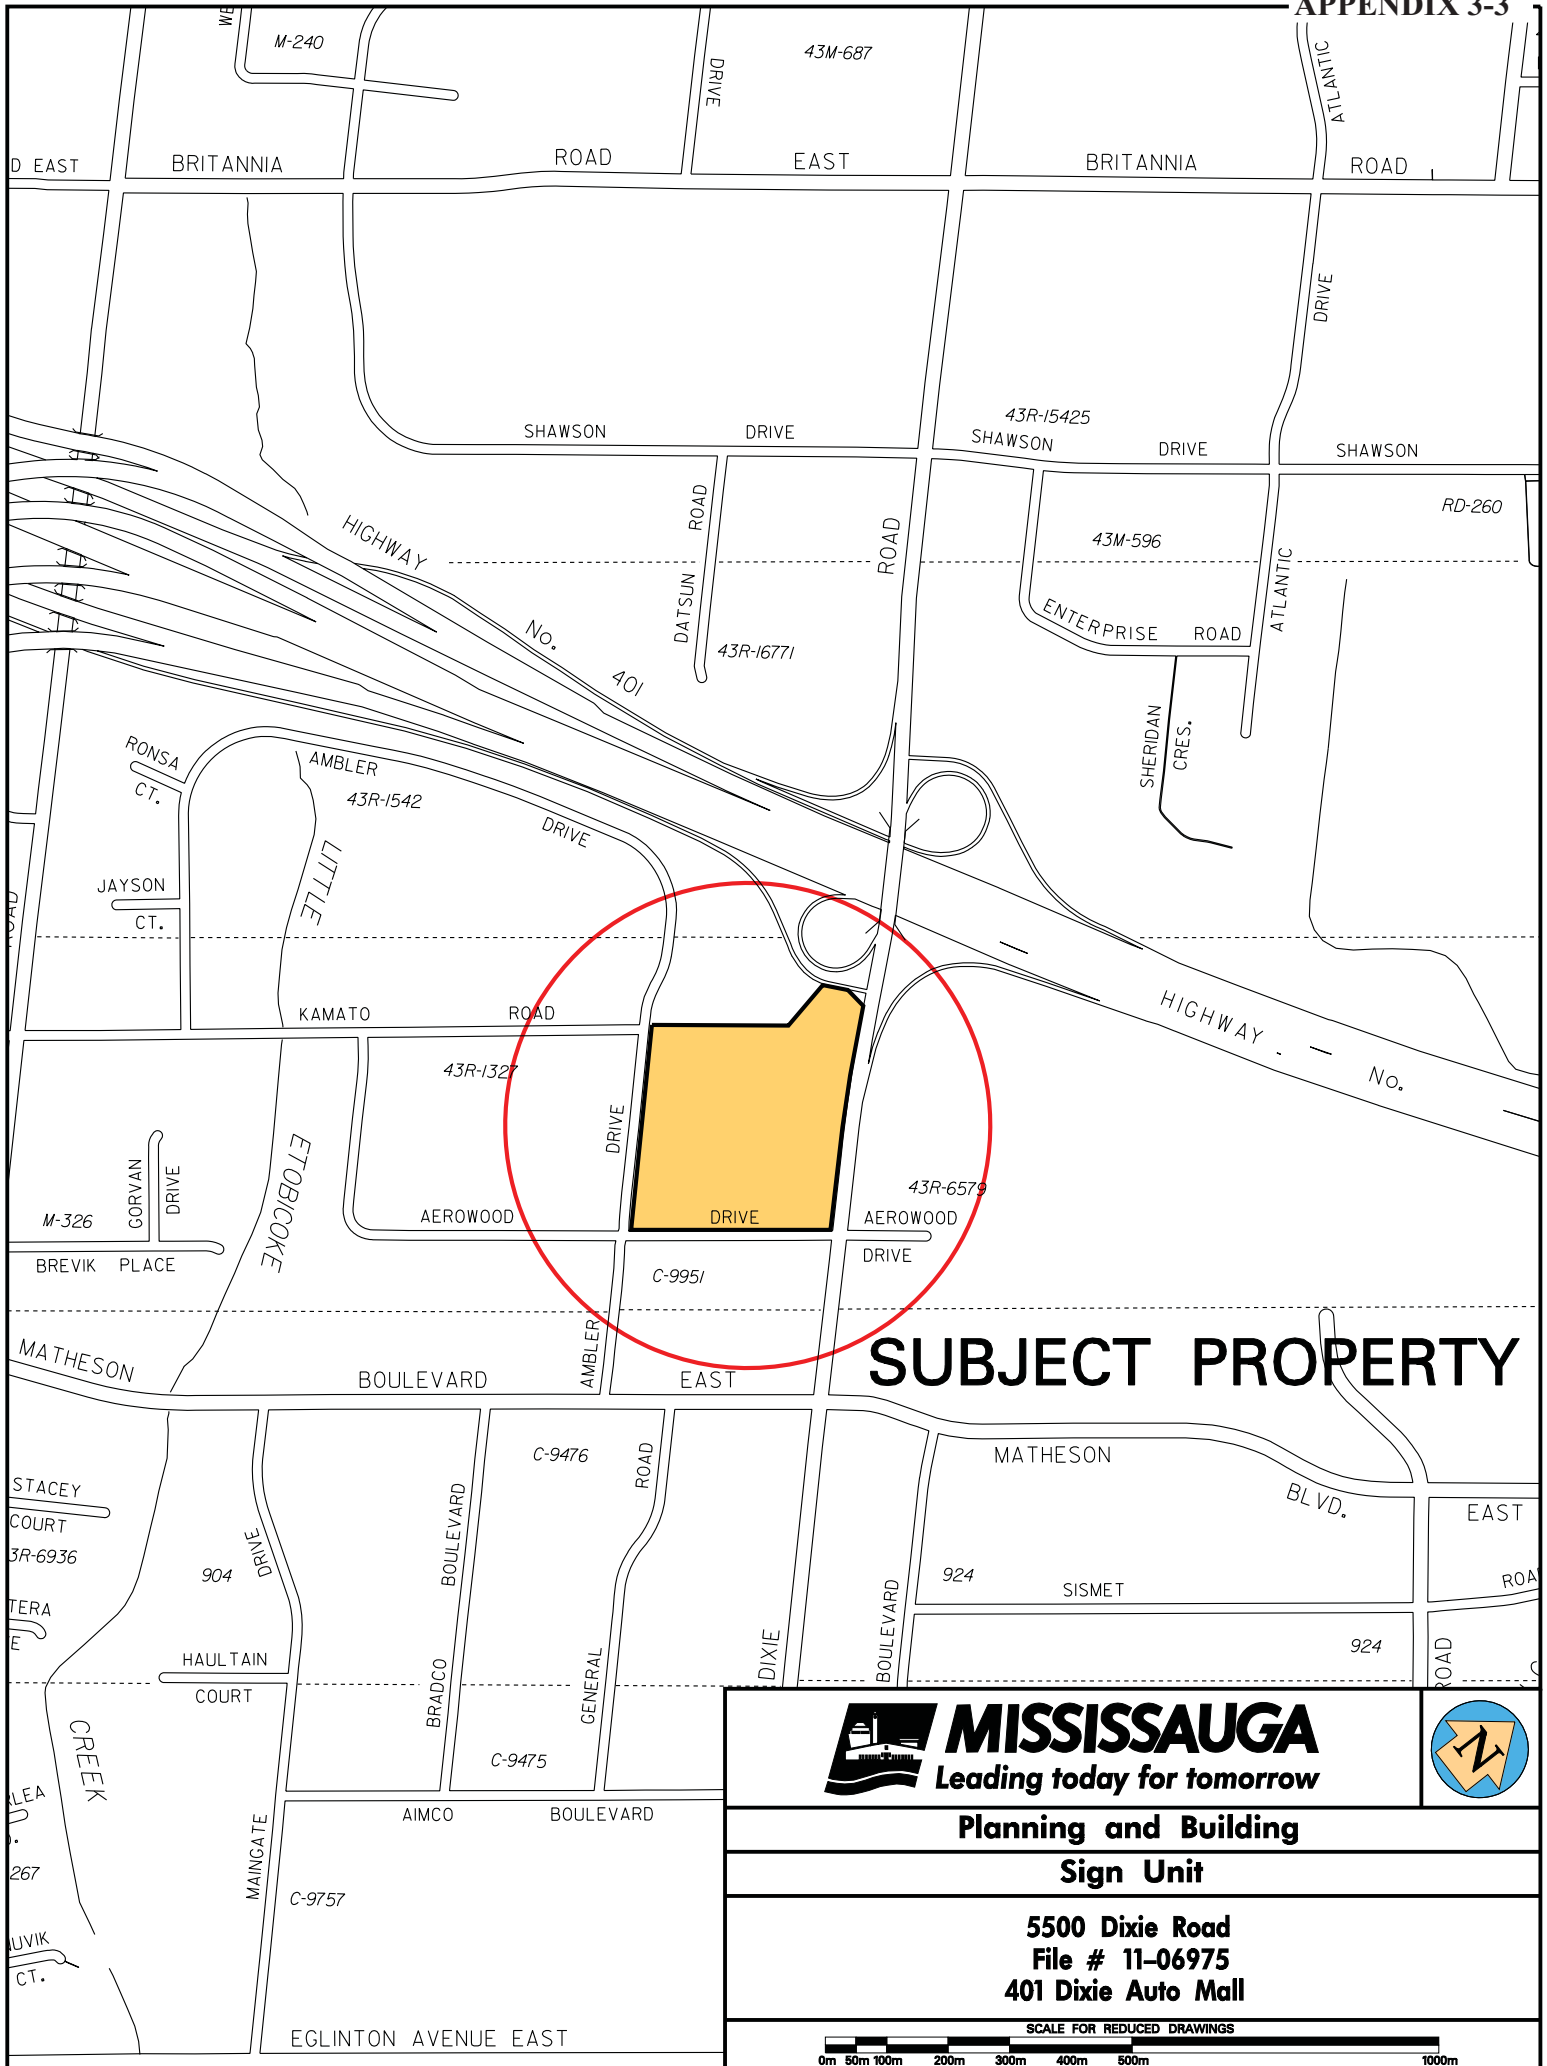 APPENDIX 3-3
WE
M-240
DRIVE
43M-687
ATLANTIC
D EAST
BRITANNIA
ROAD
EAST
BRITANNIA
ROAD
DRIVE
43R-15425
SHAWSON
DRIVE
SHAWSON
DRIVE
SHAWSON
ROAD
RD-260
HIGHWAY
ROAD
43M-596
ATLANTIC
DATSUN
ENTERPRISE ROAD
No.
43R-16771
401
SHERIDAN
CRES.
RONSA
CT.
AMBLER
43R-1542
DRIVE
LITTLE
JAYSON
CT.
OAD
KAMATO
ROAD
HIGHWAY
No.
43R-1327
DRIVE
GORVAN
DRIVE
ETOBICOKE
43R-6579
M-326
AEROWOOD
DRIVE
AEROWOOD
DRIVE
BREVIK PLACE
C-9951
MATHESON
AMBLER
SUBJECT PROPERTY
BOULEVARD
EAST
C-9476
ROAD
MATHESON
STACEY
COURT
BOULEVARD
BLVD.
EAST
3R-6936
DRIVE
904
924
SISMET
ROA
TERA
E
BOULEVARD
924
HAULTAIN
COURT
DIXIE
ROAD
BRADCO
GENERAL
CREEK
C-9475
MISSISSAUGA
Leading today for tomorrow
N
RLEA
AIMCO
BOULEVARD
Planning and Building
Sign Unit
MAINGATE
267
C-9757
5500 Dixie Road
File # 11-06975
401 Dixie Auto Mall
NUVIK
CT.
EGLINTON AVENUE EAST
SCALE FOR REDUCED DRAWINGS
0m 50m 100m 200m 300m 400m 500m 1000m